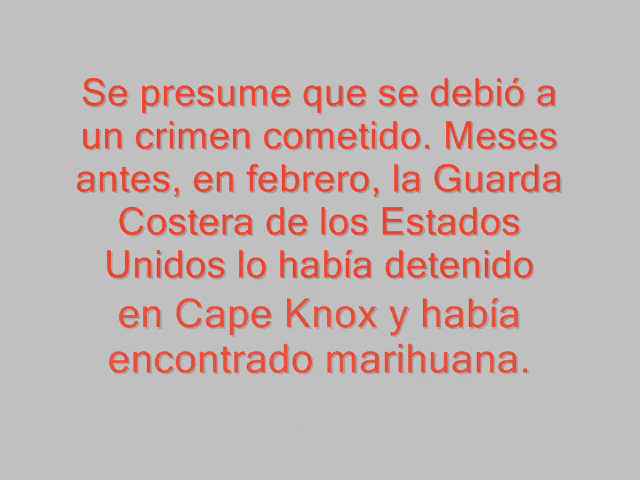 Se presume que se debió a
un crimen cometido. Meses
antes, en febrero, la Guarda
Costera de los Estados
Unidos lo había detenido
en Cape Knox y había
encontrado marihuana.